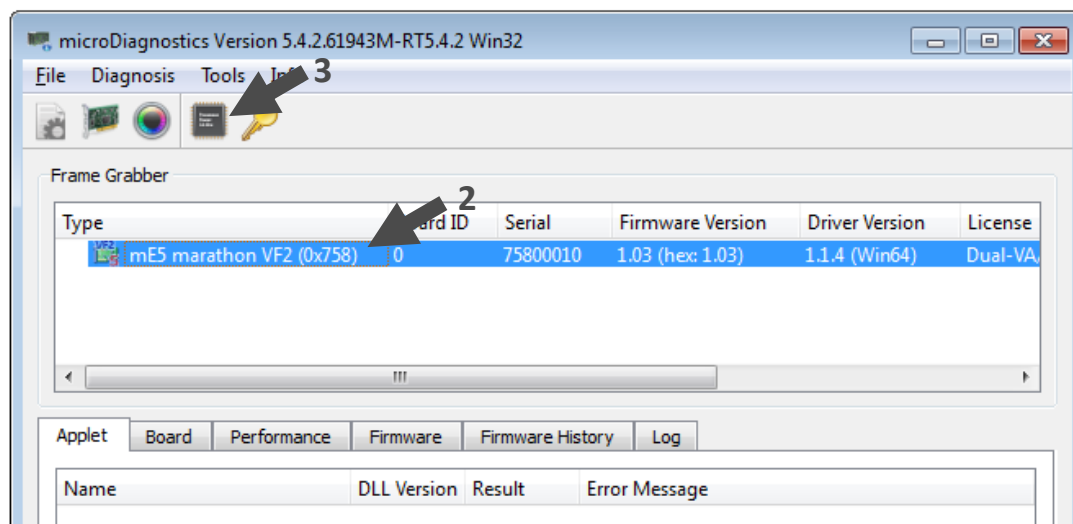 microDiagnostics Version 5.4.2.61943M-RT5.4.2 Win32
File Diagnosis Tools 3
Frame Grabber
2
Type ID Serial Firmware Version Driver Version License
VF2 mE5 marathon VF2 (0x758) 0 75800010 1.03 (hex: 1.03) 1.1.4 (Win64) Dual-VA
Applet Board Performance Firmware Firmware History Log
Name DLL Version Result Error Message